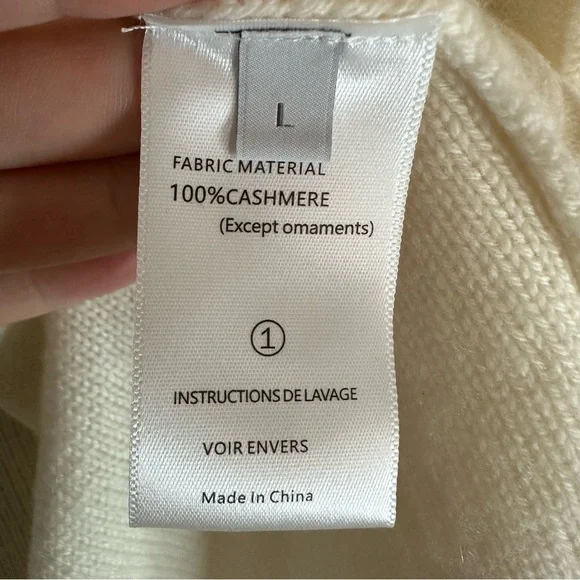 L
FABRIC MATERIAL
100%CASHMERE
(Except omaments)
①
INSTRUCTIONS DE LAVAGE
VOIR ENVERS
Made in China